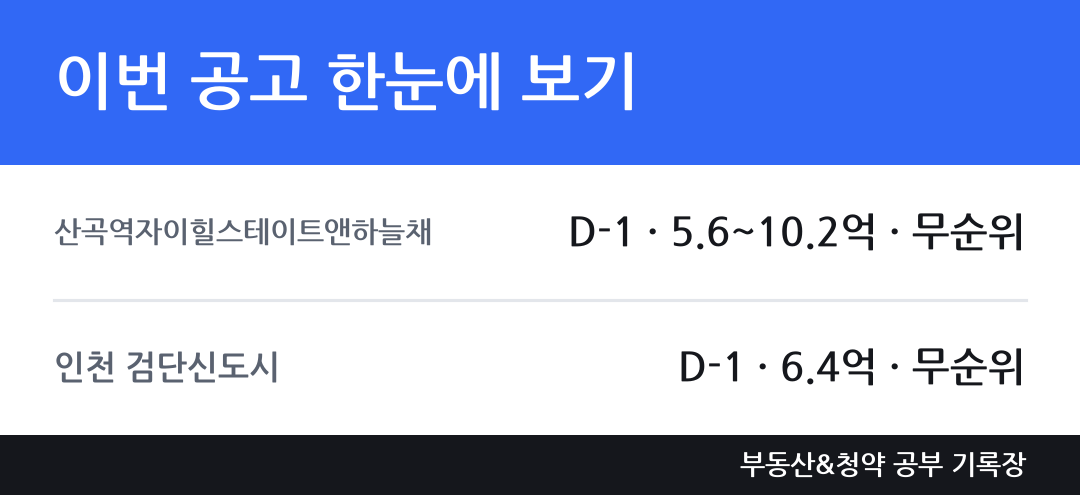 이번 공고 한눈에 보기
산곡역자이힐스테이트앤하늘채 D-1 · 5.6~10.2억 · 무순위
인천 검단신도시 D-1 · 6.4억 · 무순위
부동산&청약 공부 기록장